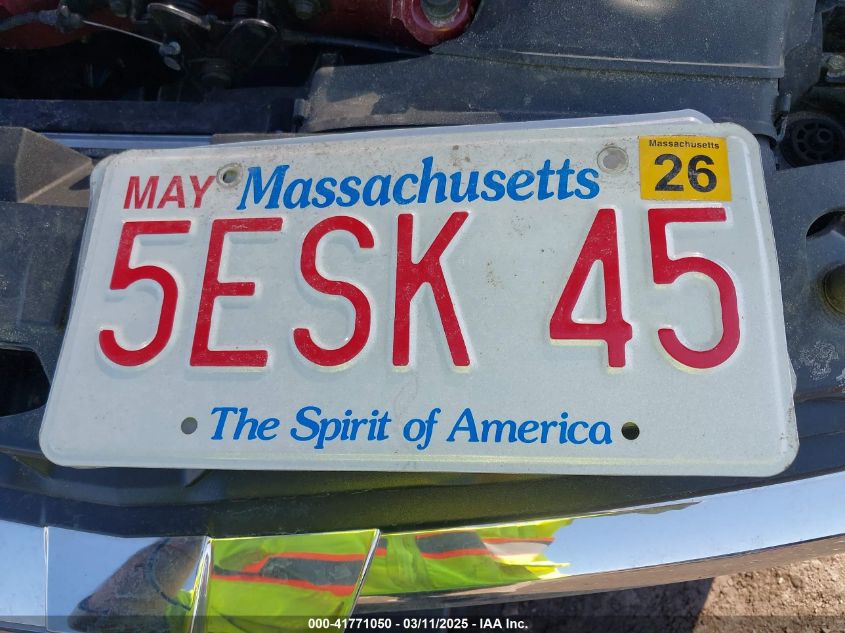 Massachusetts
26
MAY Massachusetts
5ESK 45
The Spirit of America
000-41771050 - 03/11/2025 - IAA Inc.